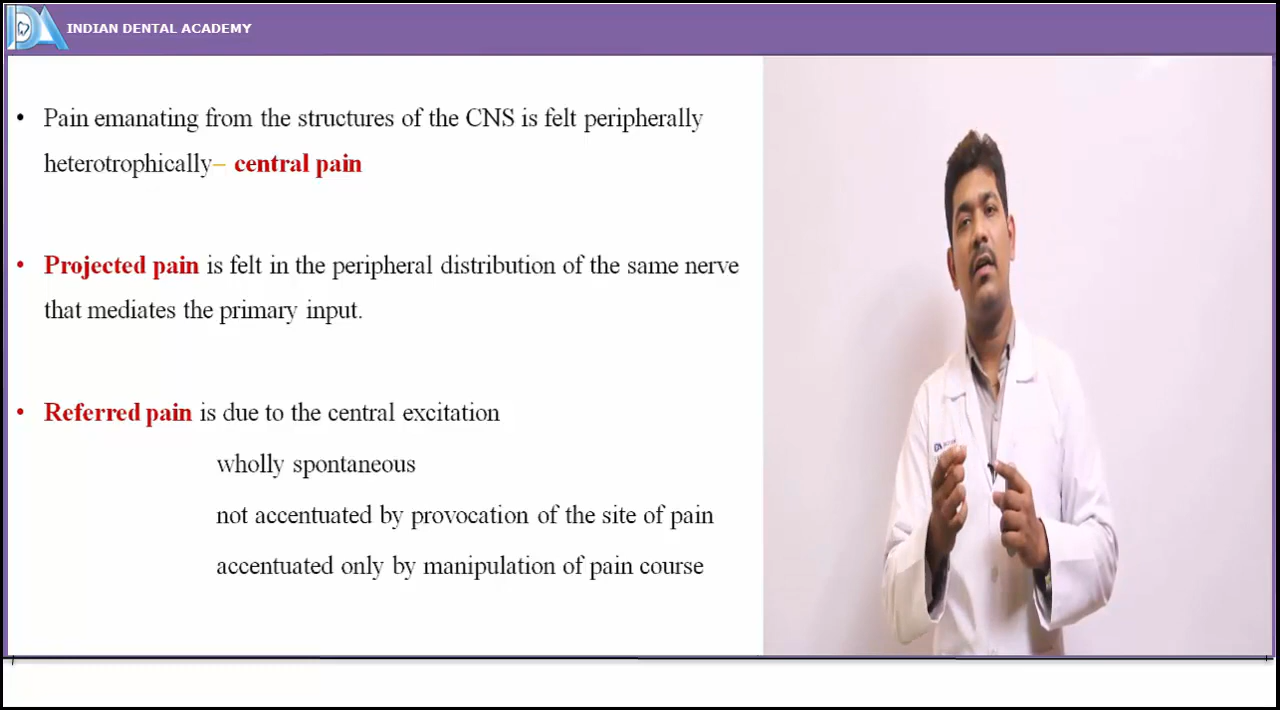 INDIAN DENTAL ACADEMY
• Pain emanating from the structures of the CNS is felt peripherally
heterotrophically– central pain
• Projected pain is felt in the peripheral distribution of the same nerve
that mediates the primary input.
• Referred pain is due to the central excitation
wholly spontaneous
not accentuated by provocation of the site of pain
accentuated only by manipulation of pain course